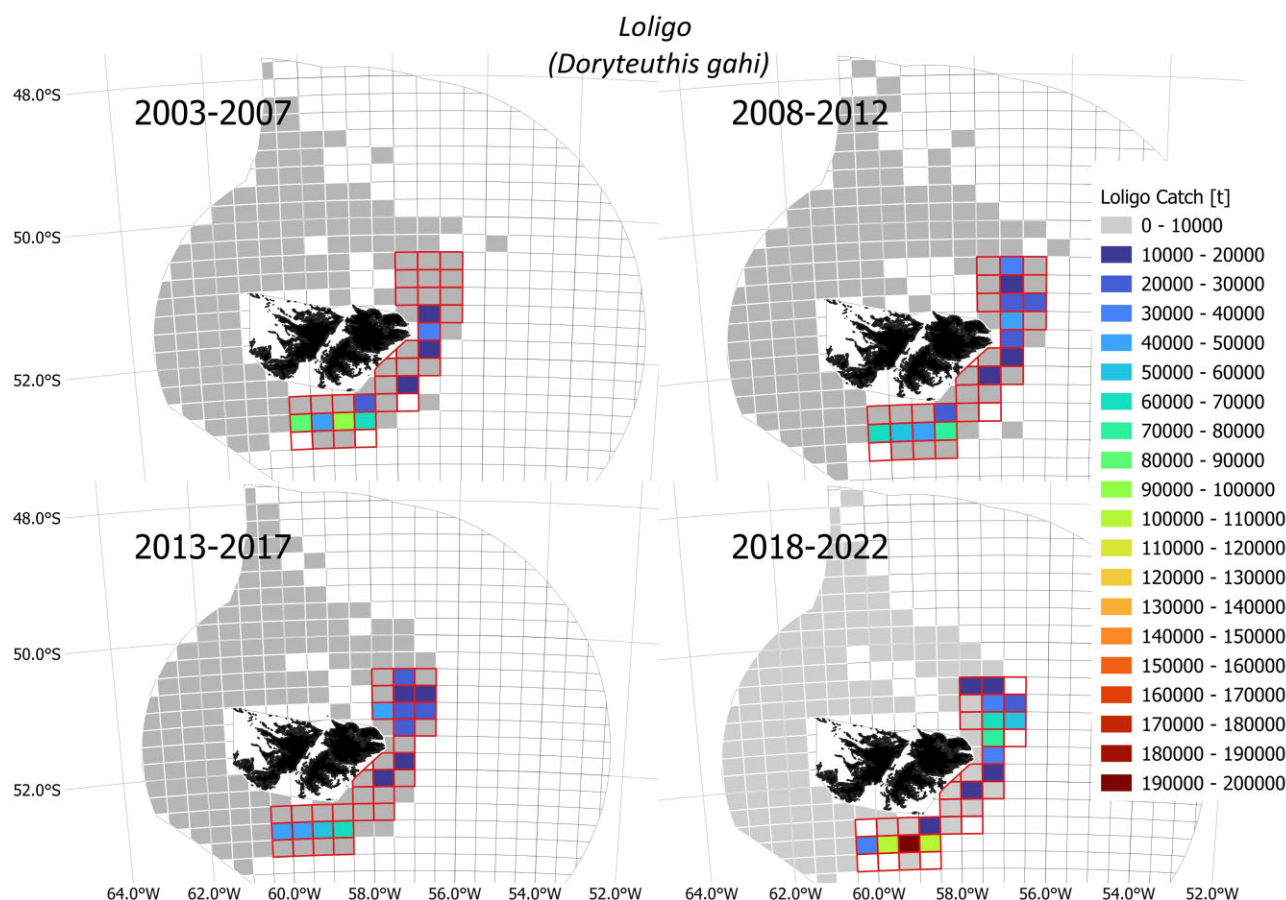 Loligo
(Doryteuthis gahi)
48.0°S
2003-2007
2008-2012
50.0°S
52.0°S
Loligo Catch [t]
0 - 10000
10000 - 20000
20000 - 30000
30000 - 40000
40000 - 50000
50000 - 60000
60000 - 70000
70000 - 80000
80000 - 90000
90000 - 100000
100000 - 110000
110000 - 120000
120000 - 130000
130000 - 140000
140000 - 150000
150000 - 160000
160000 - 170000
170000 - 180000
180000 - 190000
190000 - 200000
48.0°S
2013-2017
2018-2022
50.0°S
52.0°S
64.0°W 62.0°W 60.0°W 58.0°W 56.0°W 64.0°W 62.0°W 60.0°W 58.0°W 56.0°W 54.0°W 52.0°W